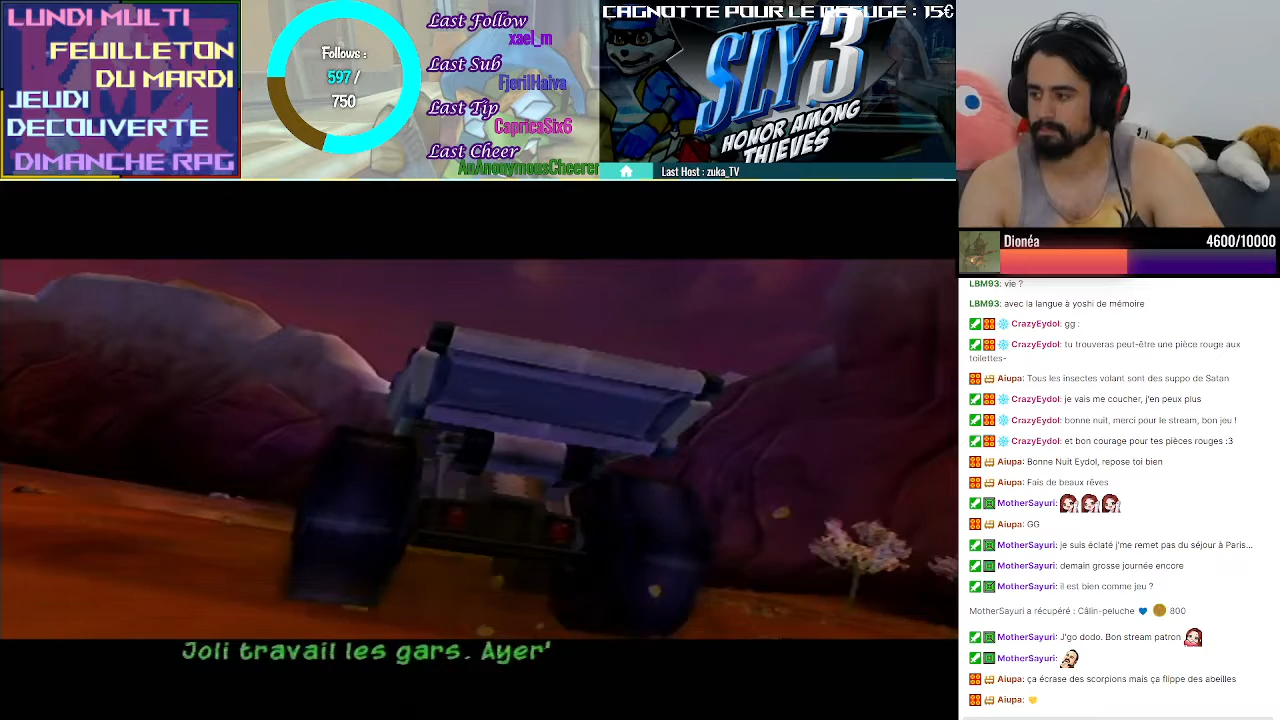 LUNDI MULTI
FEUILLETON
DU MARDI
JEUDI
DECOUVERTE
DIMANCHE RPG
Follows :
597 /
750
Last Follow
xael_m
Last Sub
FjorilHaiva
Last Tip
CapricaSix6
Last Cheer
AnAnonymousCheerer
CAGNOTTE POUR LE REFUGE : 15€
SLY 3
HONOR AMONG
THIEVES
Last Host : zuka_TV
Dionéa 4600/10000
LBM93: vie ?
LBM93: avec la langue à yoshi de mémoire
CrazyEydol: gg :
CrazyEydol: tu trouveras peut-être une pièce rouge aux
toilettes-
Aiupa: Tous les insectes volant sont des suppo de Satan
CrazyEydol: je vais me coucher, j'en peux plus
CrazyEydol: bonne nuit, merci pour le stream, bon jeu !
CrazyEydol: et bon courage pour tes pièces rouges :3
Aiupa: Bonne Nuit Eydol, repose toi bien
Aiupa: Fais de beaux rêves
MotherSayuri:
Aiupa: GG
MotherSayuri: je suis éclaté j'me remet pas du séjour à Paris...
MotherSayuri: demain grosse journée encore
MotherSayuri: il est bien comme jeu ?
MotherSayuri a récupéré : Câlin-peluche 💙 800
MotherSayuri: J'go dodo. Bon stream patron
MotherSayuri:
Aiupa: ça écrase des scorpions mais ça flippe des abeilles
Aiupa:
Joli travail les gars. Ayer'